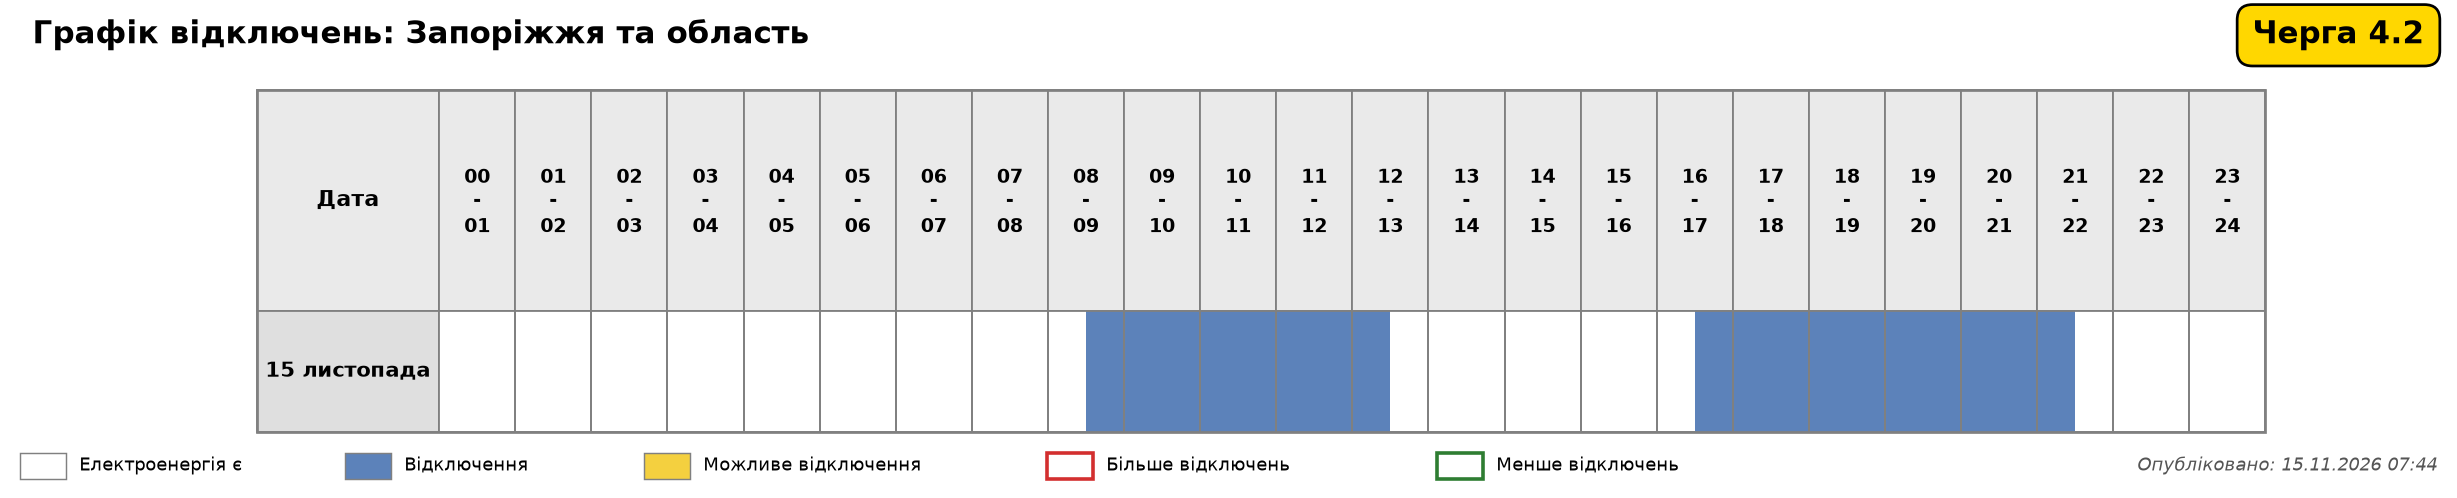 Графік відключень: Запоріжжя та область
Черга 4.2
Дата
00 - 01
01 - 02
02 - 03
03 - 04
04 - 05
05 - 06
06 - 07
07 - 08
08 - 09
09 - 10
10 - 11
11 - 12
12 - 13
13 - 14
14 - 15
15 - 16
16 - 17
17 - 18
18 - 19
19 - 20
20 - 21
21 - 22
22 - 23
23 - 24
15 листопада
Електроенергія є
Відключення
Можливе відключення
Більше відключень
Менше відключень
Опубліковано: 15.11.2026 07:44